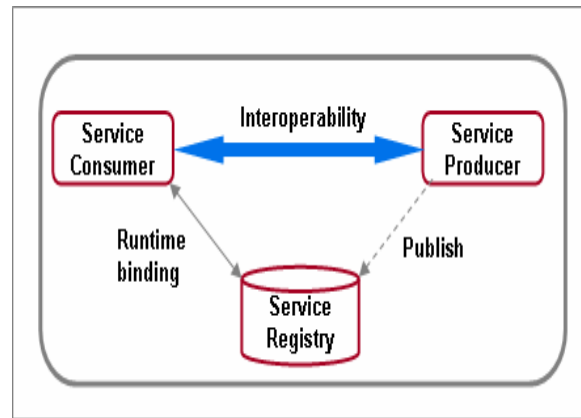 Interoperability
Service
Consumer
Service
Producer
Runtime
binding
Publish
Service
Registry